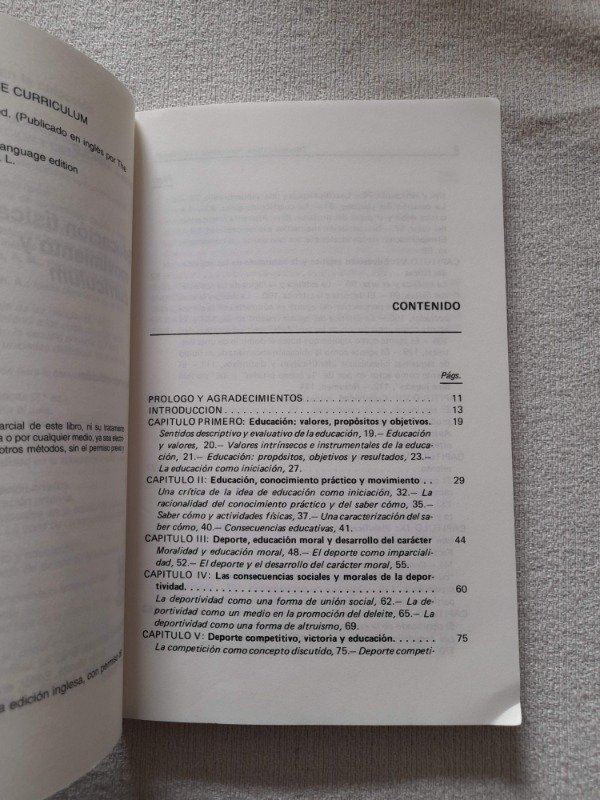 E CURRICULUM
ed. (Publicado en inglés por The
Language edition
L.
arcial de este libro, ni su tratamiento
a o por cualquier medio, ya sea electró-
otros métodos, sin el permiso previo y
a edición inglesa, con permiso de
CONTENIDO
Págs.
PROLOGO Y AGRADECIMIENTOS . . . . . . . . . . . . . . . . . . 11
INTRODUCCION . . . . . . . . . . . . . . . . . . . . . . . . . . . . 13
CAPITULO PRIMERO: Educación: valores, propósitos y objetivos. 19
Sentidos descriptivo y evaluativo de la educación, 19.— Educación
y valores, 20.— Valores intrínsecos e instrumentales de la educa-
ción, 21.— Educación: propósitos, objetivos y resultados, 23.—
La educación como iniciación, 27.
CAPITULO II: Educación, conocimiento práctico y movimiento . . 29
Una crítica de la idea de educación como iniciación, 32.— La
racionalidad del conocimiento práctico y del saber cómo, 35.—
Saber cómo y actividades físicas, 37.— Una caracterización del sa-
ber cómo, 40.— Consecuencias educativas, 41.
CAPITULO III: Deporte, educación moral y desarrollo del carácter 44
Moralidad y educación moral, 48.— El deporte como imparciali-
dad, 52.— El deporte y el desarrollo del carácter moral, 55.
CAPITULO IV: Las consecuencias sociales y morales de la depor-
tividad. . . . . . . . . . . . . . . . . . . . . . . . . . . . . . . . . 60
La deportividad como una forma de unión social, 62.— La de-
portividad como un medio en la promoción del deleite, 65.— La
deportividad como una forma de altruismo, 69.
CAPITULO V: Deporte competitivo, victoria y educación. . . . . . . 75
La competición como concepto discutido, 75.— Deporte competi-